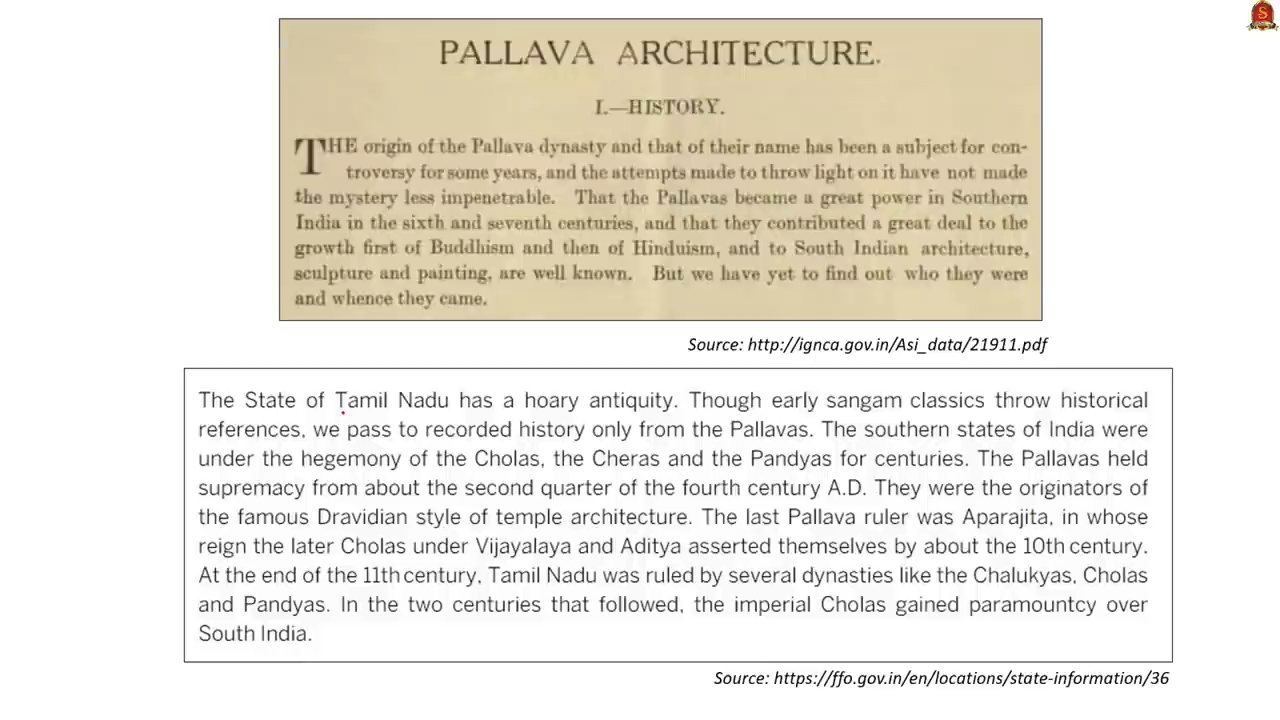 PALLAVA ARCHITECTURE.
I.—HISTORY.
THE origin of the Pallava dynasty and that of their name has been a subject for con-
troversy for some years, and the attempts made to throw light on it have not made
the mystery less impenetrable. That the Pallavas became a great power in Southern
India in the sixth and seventh centuries, and that they contributed a great deal to the
growth first of Buddhism and then of Hinduism, and to South Indian architecture,
sculpture and painting, are well known. But we have yet to find out who they were
and whence they came.
Source: http://ignca.gov.in/Asi_data/21911.pdf
The State of Tamil Nadu has a hoary antiquity. Though early sangam classics throw historical
references, we pass to recorded history only from the Pallavas. The southern states of India were
under the hegemony of the Cholas, the Cheras and the Pandyas for centuries. The Pallavas held
supremacy from about the second quarter of the fourth century A.D. They were the originators of
the famous Dravidian style of temple architecture. The last Pallava ruler was Aparajita, in whose
reign the later Cholas under Vijayalaya and Aditya asserted themselves by about the 10th century.
At the end of the 11th century, Tamil Nadu was ruled by several dynasties like the Chalukyas, Cholas
and Pandyas. In the two centuries that followed, the imperial Cholas gained paramountcy over
South India.
Source: https://ffo.gov.in/en/locations/state-information/36